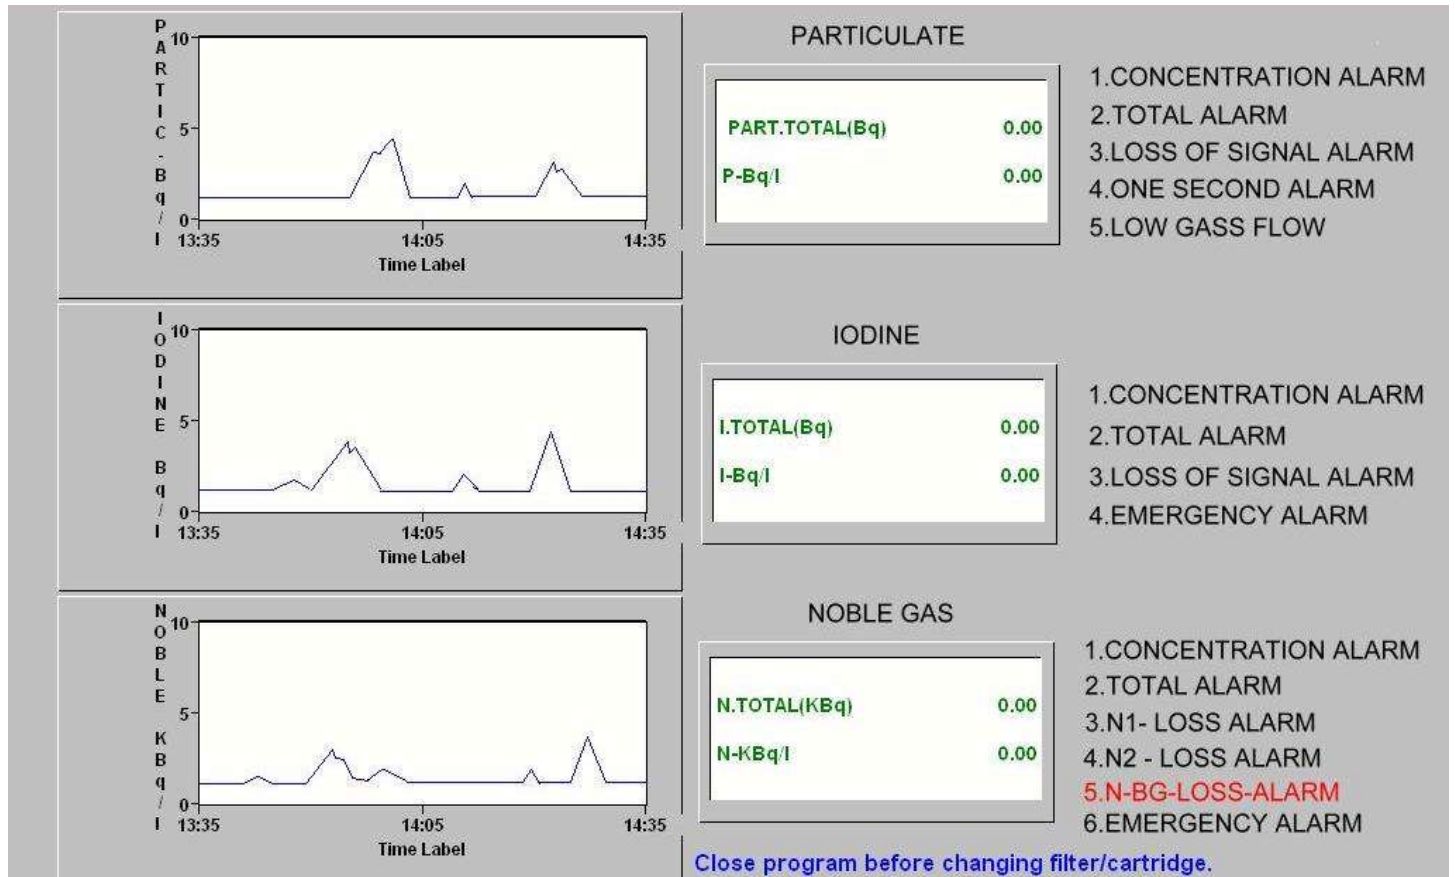 PARTIC-Bq/l
10
5
0
13:35 14:05 14:35
Time Label
PARTICULATE
PART.TOTAL(Bq) 0.00
P-Bq/l 0.00
1.CONCENTRATION ALARM
2.TOTAL ALARM
3.LOSS OF SIGNAL ALARM
4.ONE SECOND ALARM
5.LOW GASS FLOW
IODINE Bq/l
10
5
0
13:35 14:05 14:35
Time Label
IODINE
I.TOTAL(Bq) 0.00
I-Bq/l 0.00
1.CONCENTRATION ALARM
2.TOTAL ALARM
3.LOSS OF SIGNAL ALARM
4.EMERGENCY ALARM
NOBLE KBq/l
10
5
0
13:35 14:05 14:35
Time Label
NOBLE GAS
N.TOTAL(KBq) 0.00
N-KBq/l 0.00
1.CONCENTRATION ALARM
2.TOTAL ALARM
3.N1- LOSS ALARM
4.N2 - LOSS ALARM
5.N-BG-LOSS-ALARM
6.EMERGENCY ALARM
Close program before changing filter/cartridge.